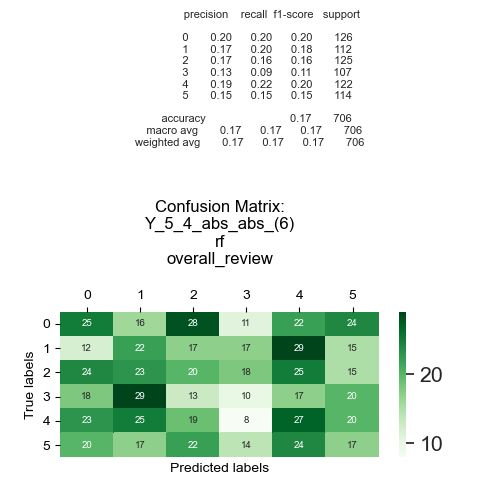 precision recall f1-score support
0 0.20 0.20 0.20 126
1 0.17 0.20 0.18 112
2 0.17 0.16 0.16 125
3 0.13 0.09 0.11 107
4 0.19 0.22 0.20 122
5 0.15 0.15 0.15 114
accuracy 0.17 706
macro avg 0.17 0.17 0.17 706
weighted avg 0.17 0.17 0.17 706
Confusion Matrix:
Y_5_4_abs_abs_(6)
rf
overall_review
0 1 2 3 4 5
0 25 16 28 11 22 24
1 12 22 17 17 29 15
2 24 23 20 18 25 15
3 18 29 13 10 17 20
4 23 25 19 8 27 20
5 20 17 22 14 24 17
True labels
Predicted labels
20
10